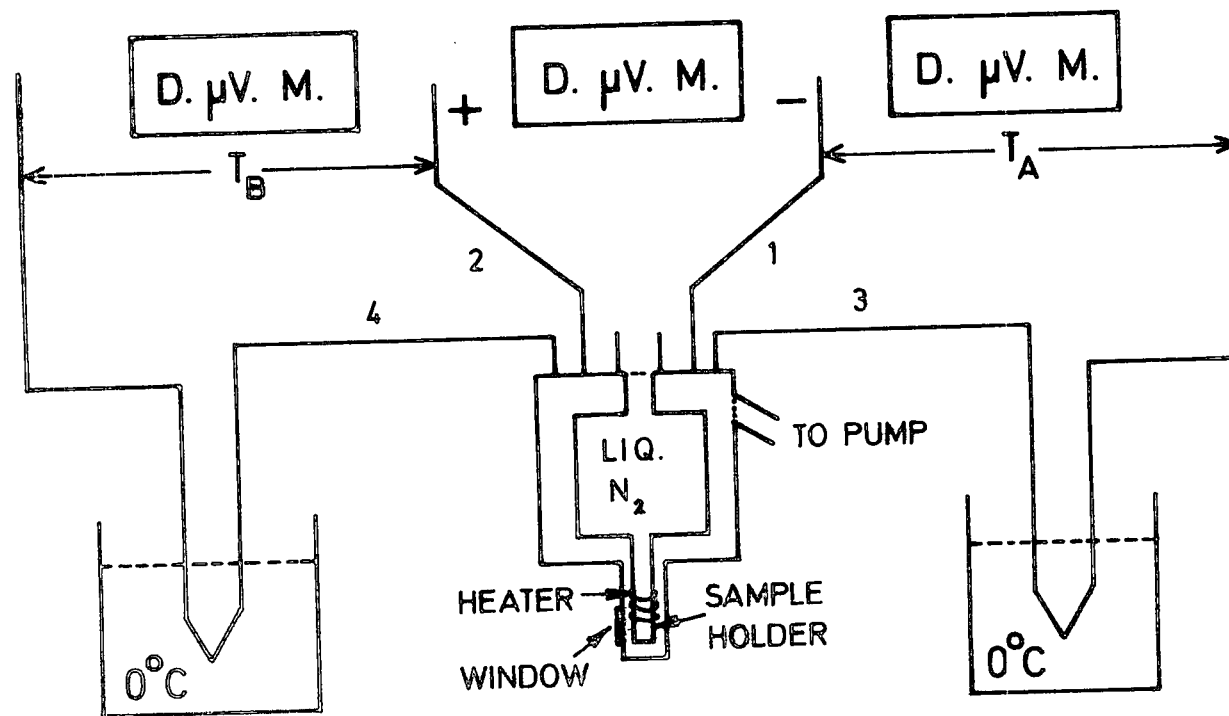 D. µV. M.
D. µV. M.
D. µV. M.
+
−
T_B
T_A
2
1
4
3
LIQ.
N₂
TO PUMP
HEATER
SAMPLE
HOLDER
WINDOW
0°C
0°C